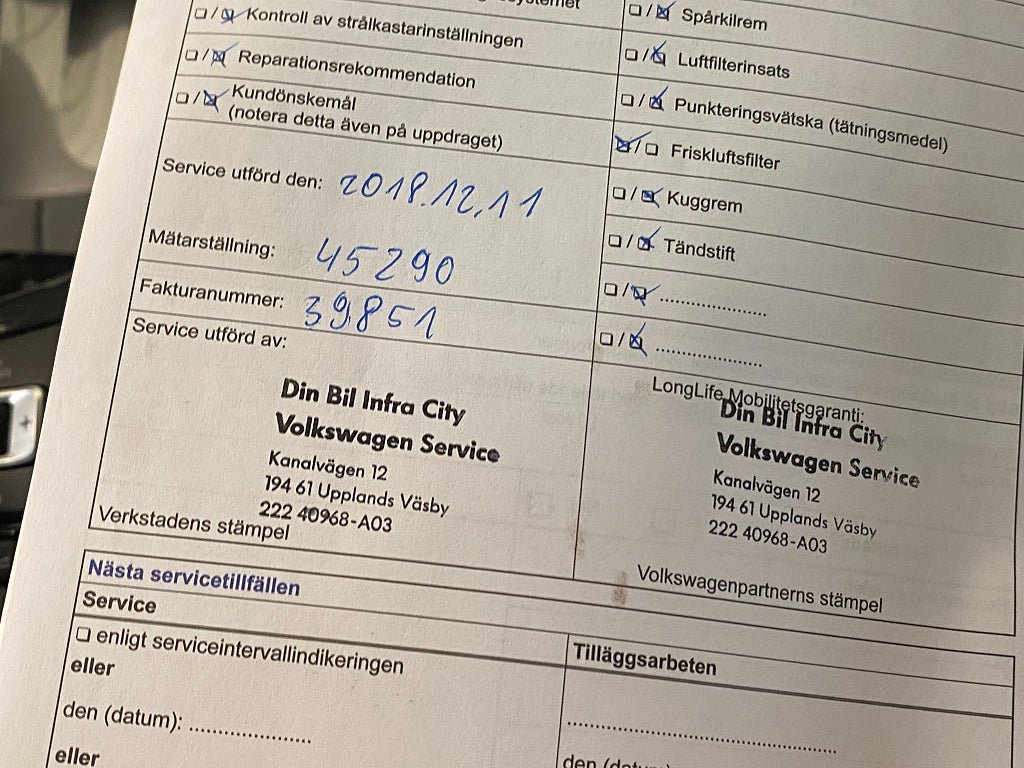 ☐ / ☒ Kontroll av strålkastarinställningen
☐ / ☒ Reparationsrekommendation
☐ / ☒ Kundönskemål
(notera detta även på uppdraget)
Service utförd den: 2018.12.11
Mätarställning: 45290
Fakturanummer: 39851
Service utförd av:
Din Bil Infra City
Volkswagen Service
Kanalvägen 12
194 61 Upplands Väsby
222 40968-A03
Verkstadens stämpel
☐ / ☒ Spårkilrem
☐ / ☒ Luftfilterinsats
☐ / ☒ Punkteringsvätska (tätningsmedel)
☒ / ☐ Friskluftsfilter
☐ / ☒ Kuggrem
☐ / ☒ Tändstift
☐ / ☒ ....................
☐ / ☒ ....................
LongLife Mobilitetsgaranti:
Din Bil Infra City
Volkswagen Service
Kanalvägen 12
194 61 Upplands Väsby
222 40968-A03
Volkswagenpartnerns stämpel
Nästa servicetillfällen
Service
☐ enligt serviceintervallindikeringen
eller
den (datum): ......................
eller
Tilläggsarbeten
..................................................
den